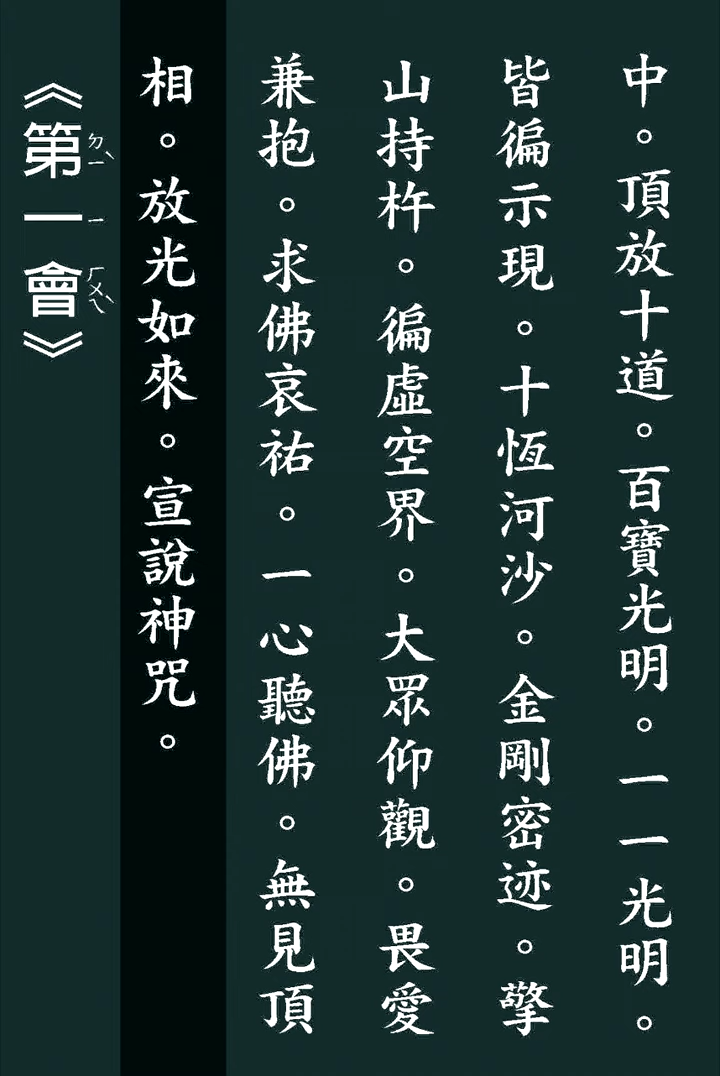 中。頂放十道。百寶光明。一一光明。
皆徧示現。十恆河沙。金剛密迹。擎
山持杵。徧虛空界。大眾仰觀。畏愛
兼抱。求佛哀祐。一心聽佛。無見頂
相。放光如來。宣說神咒。
《第一會》
ㄉㄧˋ ㄧ ㄏㄨㄟˋ